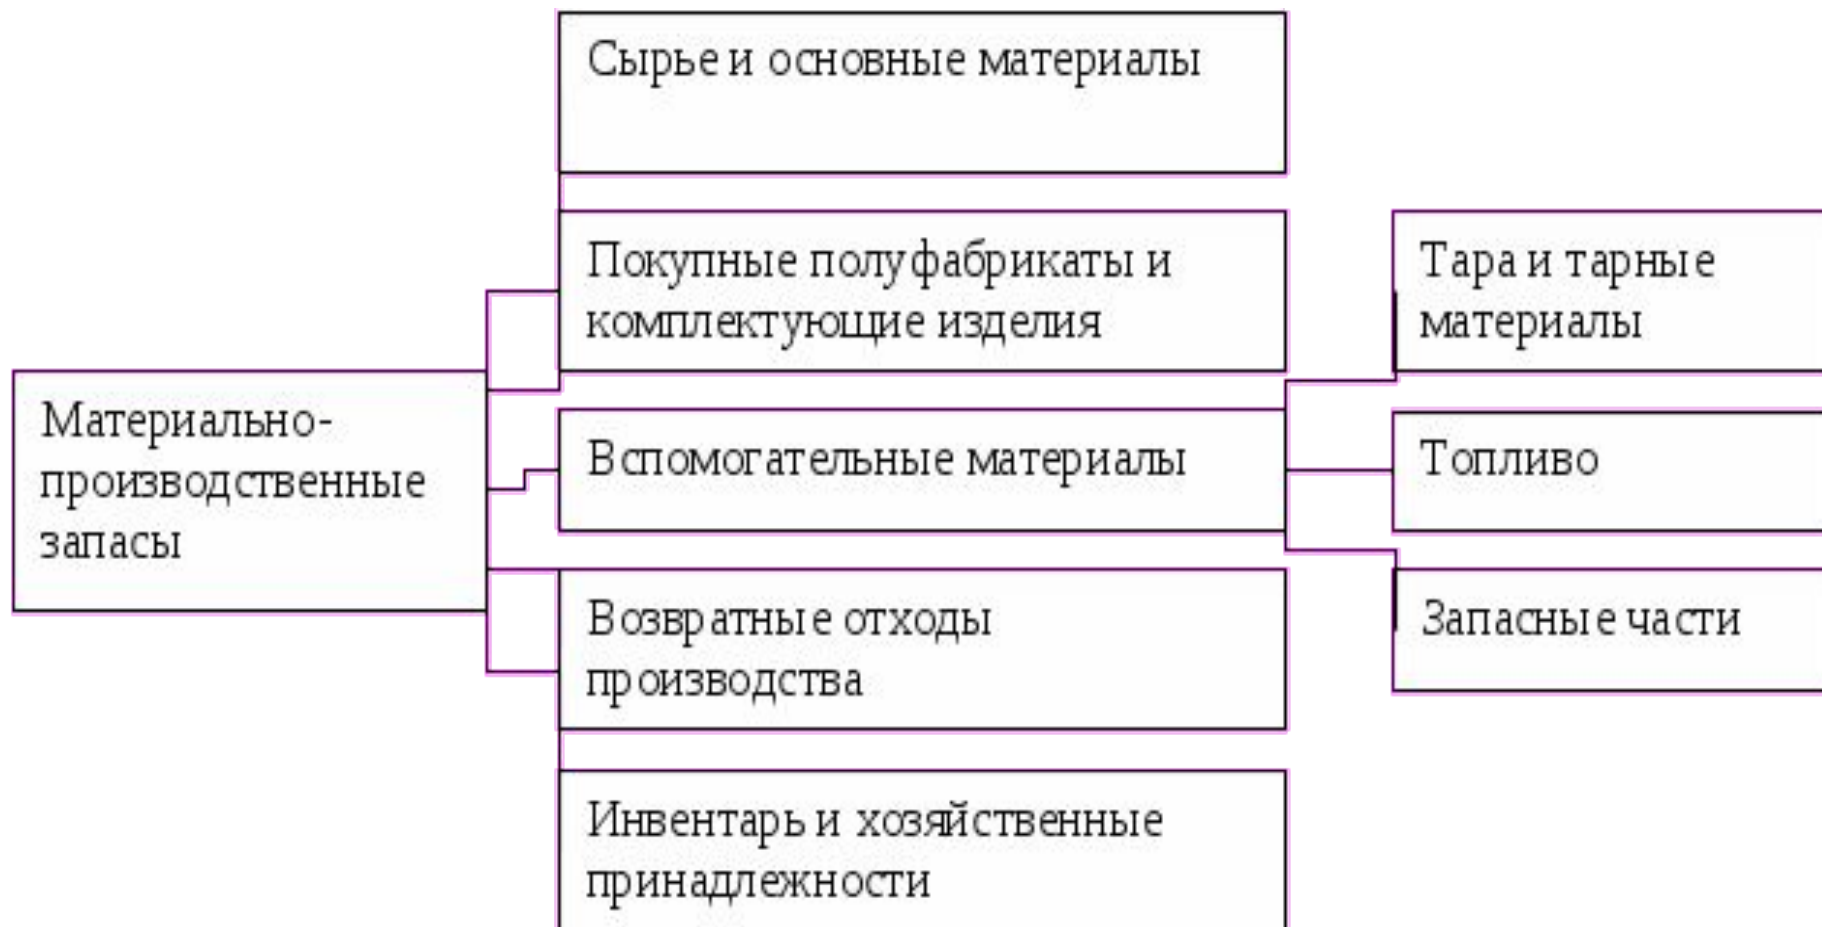 Сырье и основные материалы
Покупные полуфабрикаты и
комплектующие изделия
Тара и тарные
материалы
Материально-
производственные
запасы
Вспомогательные материалы
Топливо
Возвратные отходы
производства
Запасные части
Инвентарь и хозяйственные
принадлежности